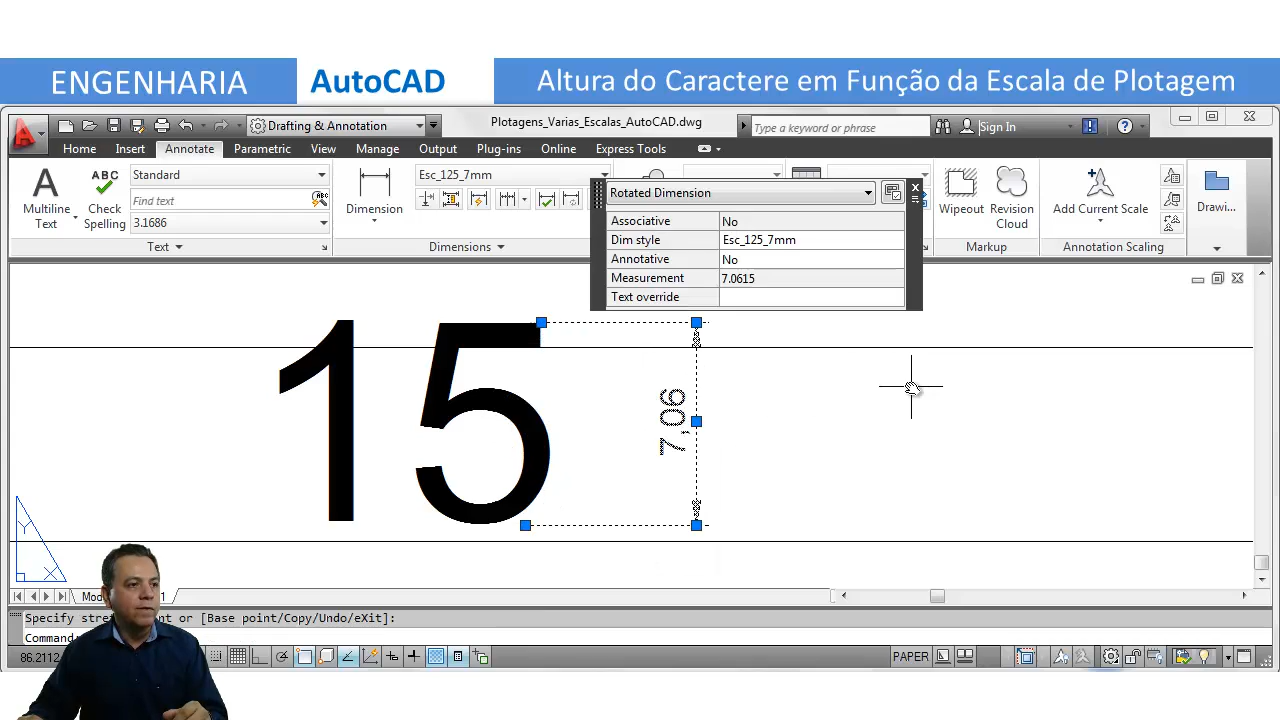 ENGENHARIA
AutoCAD
Altura do Caractere em Função da Escala de Plotagem
Drafting & Annotation
Plotagens_Varias_Escalas_AutoCAD.dwg
Type a keyword or phrase
Sign In
Home
Insert
Annotate
Parametric
View
Manage
Output
Plug-ins
Online
Express Tools
Multiline
Text
ABC
Check
Spelling
Standard
Find text
3.1686
Text
Dimension
Esc_125_7mm
Dimensions
Wipeout
Revision
Cloud
Markup
Add Current Scale
Annotation Scaling
Drawi...
Rotated Dimension
Associative No
Dim style Esc_125_7mm
Annotative No
Measurement 7.0615
Text override
15
7,06
Y
X
1
Specify
or [Base point/Copy/Undo/eXit]:
Command:
86.2112
PAPER